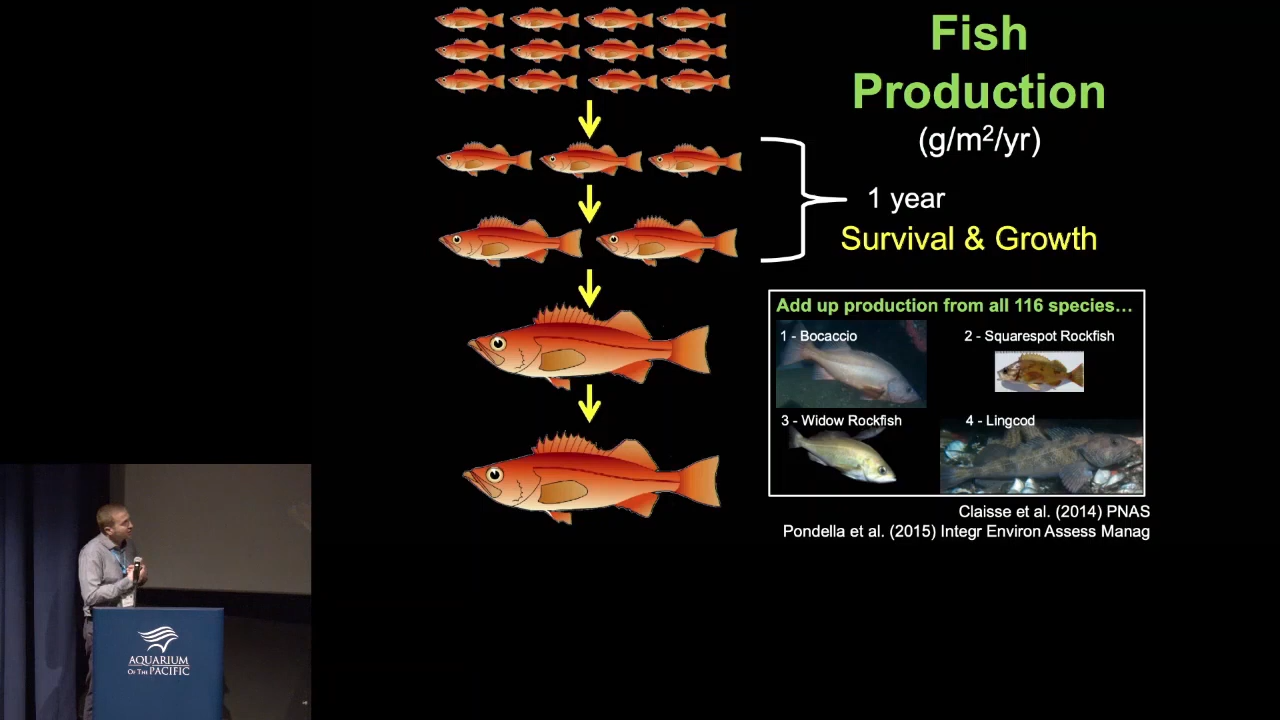 Fish
Production
(g/m²/yr)
1 year
Survival & Growth
Add up production from all 116 species…
1 - Bocaccio
2 - Squarespot Rockfish
3 - Widow Rockfish
4 - Lingcod
Claisse et al. (2014) PNAS
Pondella et al. (2015) Integr Environ Assess Manag
AQUARIUM
OF THE PACIFIC